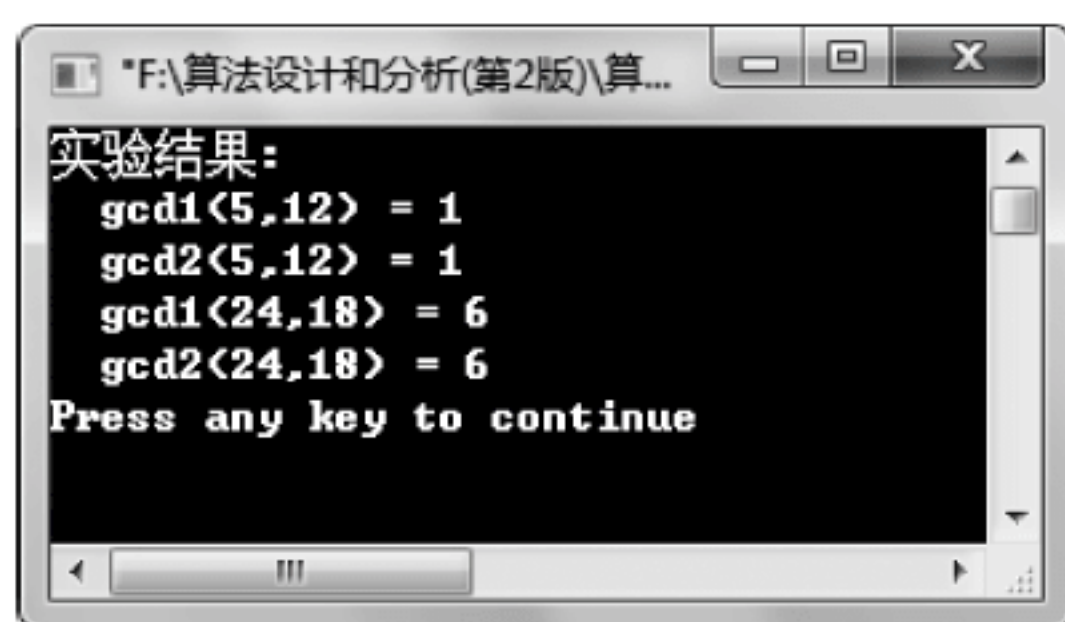 "F:\算法设计和分析(第2版)\算...
实验结果:
gcd1(5,12) = 1
gcd2(5,12) = 1
gcd1(24,18) = 6
gcd2(24,18) = 6
Press any key to continue